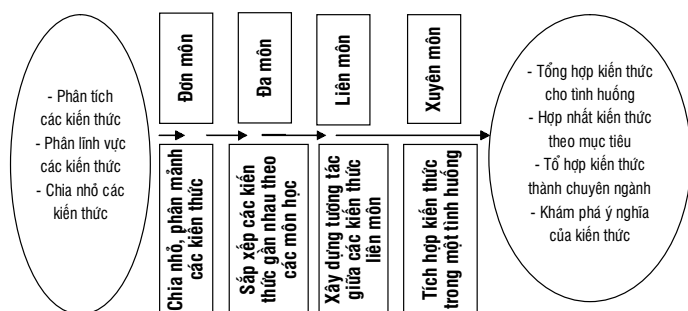 - Phân tích
các kiến thức
- Phân lĩnh vực
các kiến thức
- Chia nhỏ các
kiến thức
Đơn môn
Đa môn
Liên môn
Xuyên môn
Chia nhỏ, phân mảnh
các kiến thức
Sắp xếp các kiến
thức gần nhau theo
các môn học
Xây dựng tương tác
giữa các kiến thức
liên môn
Tích hợp kiến thức
trong một tình huống
- Tổng hợp kiến thức
cho tình huống
- Hợp nhất kiến thức
theo mục tiêu
- Tổ hợp kiến thức
thành chuyên ngành
- Khám phá ý nghĩa
của kiến thức